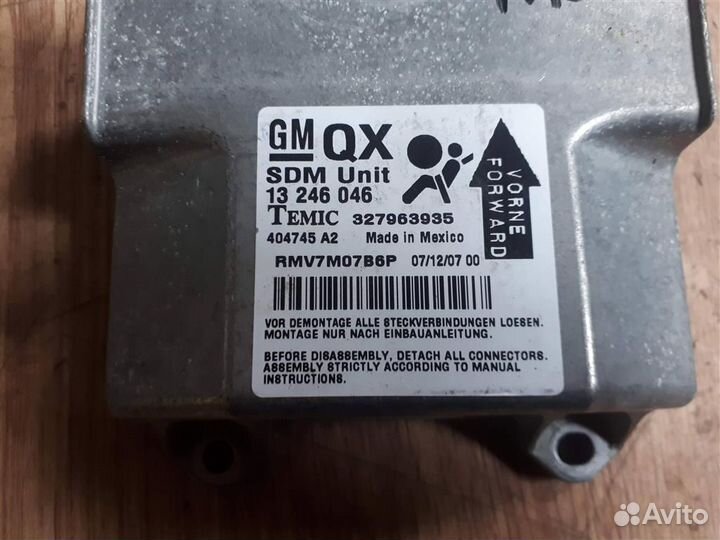 GM QX
SDM Unit
13 246 046
TEMIC 327963935
404745 A2 Made in Mexico
RMV7M07B6P 07/12/07 00
VORNE
FORWARD
VOR DEMONTAGE ALLE STECKVERBINDUNGEN LOESEN.
MONTAGE NUR NACH EINBAUANLEITUNG.
BEFORE DISASSEMBLY, DETACH ALL CONNECTORS.
ASSEMBLY STRICTLY ACCORDING TO MANUAL
INSTRUCTIONS.
Avito